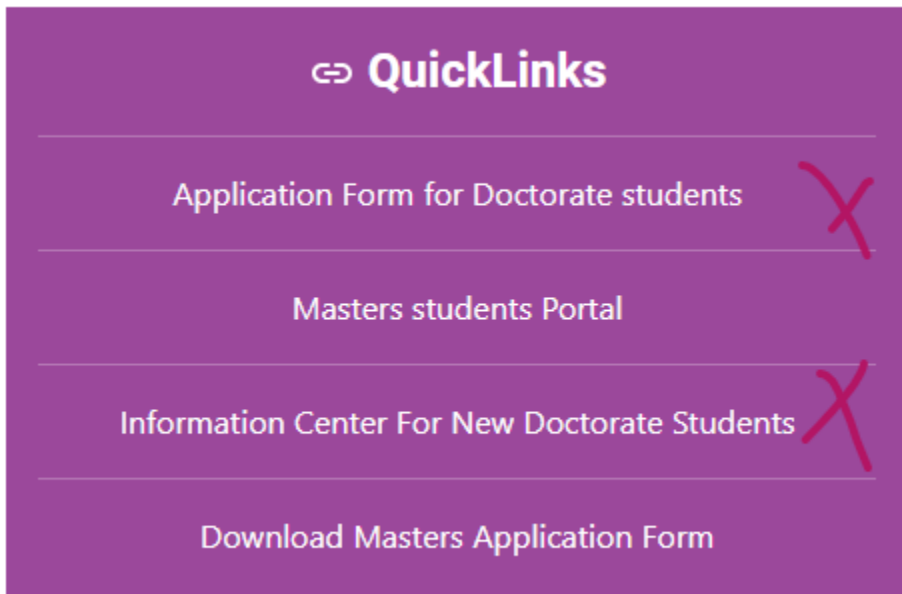 QuickLinks
Application Form for Doctorate students
Masters students Portal
Information Center For New Doctorate Students
Download Masters Application Form